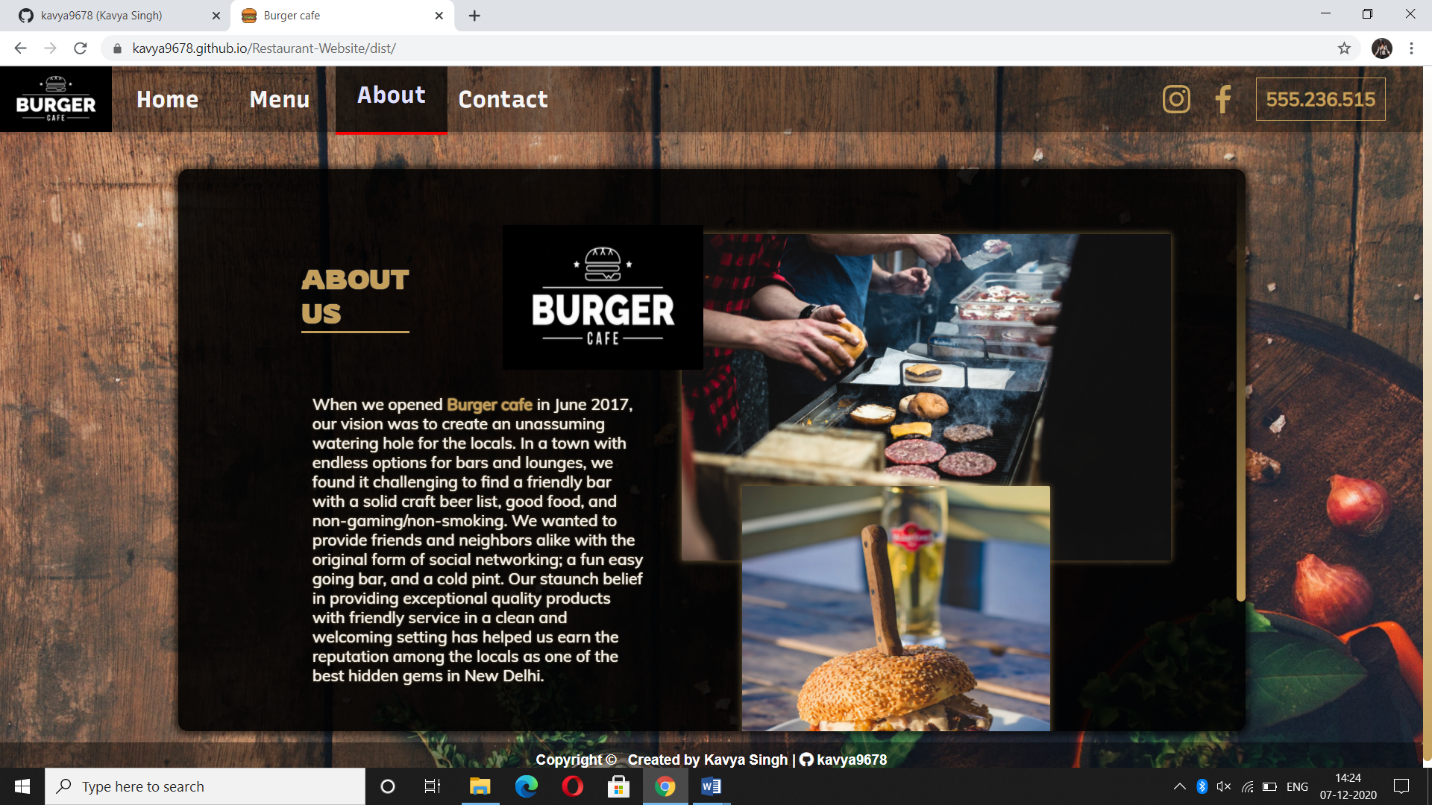 kavya9678 (Kavya Singh)
Burger cafe
kavya9678.github.io/Restaurant-Website/dist/
BURGER
CAFE
Home
Menu
About
Contact
555.236.515
ABOUT
US
BURGER
CAFE
When we opened Burger cafe in June 2017,
our vision was to create an unassuming
watering hole for the locals. In a town with
endless options for bars and lounges, we
found it challenging to find a friendly bar
with a solid craft beer list, good food, and
non-gaming/non-smoking. We wanted to
provide friends and neighbors alike with the
original form of social networking; a fun easy
going bar, and a cold pint. Our staunch belief
in providing exceptional quality products
with friendly service in a clean and
welcoming setting has helped us earn the
reputation among the locals as one of the
best hidden gems in New Delhi.
Copyright © Created by Kavya Singh | kavya9678
Type here to search
ENG
14:24
07-12-2020